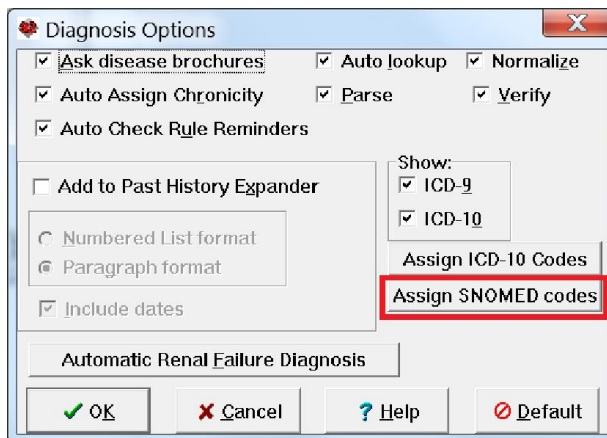 Diagnosis Options
X
Ask disease brochures Auto lookup Normalize
Auto Assign Chronicity Parse Verify
Auto Check Rule Reminders
Add to Past History Expander
Numbered List format
Paragraph format
Include dates
Show:
ICD-9
ICD-10
Assign ICD-10 Codes
Assign SNOMED codes
Automatic Renal Failure Diagnosis
OK Cancel ? Help Default